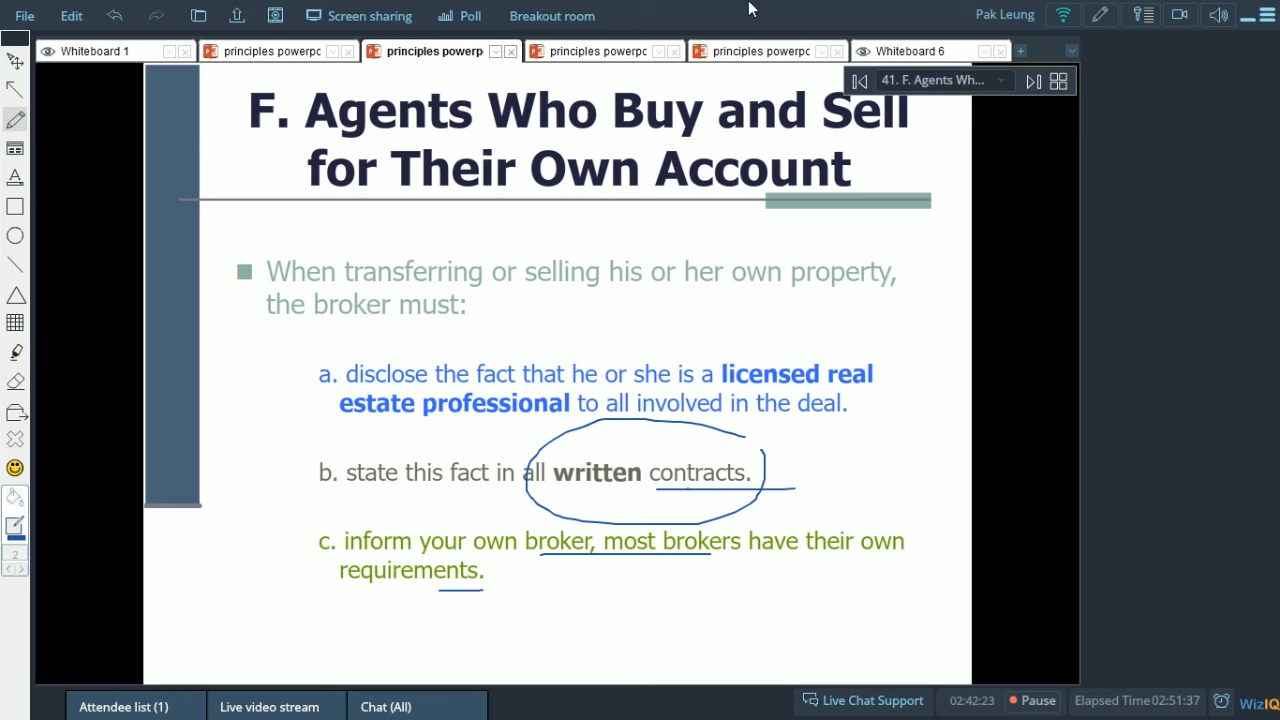 File Edit Screen sharing Poll Breakout room Pak Leung
Whiteboard 1 principles powerpc principles powerp principles powerpc principles powerpc Whiteboard 6
41. F. Agents Wh...
F. Agents Who Buy and Sell
for Their Own Account
When transferring or selling his or her own property,
the broker must:
a. disclose the fact that he or she is a licensed real
estate professional to all involved in the deal.
b. state this fact in all written contracts.
c. inform your own broker, most brokers have their own
requirements.
2
Attendee list (1) Live video stream Chat (All) Live Chat Support 02:42:23 Pause Elapsed Time 02:51:37 WizIQ